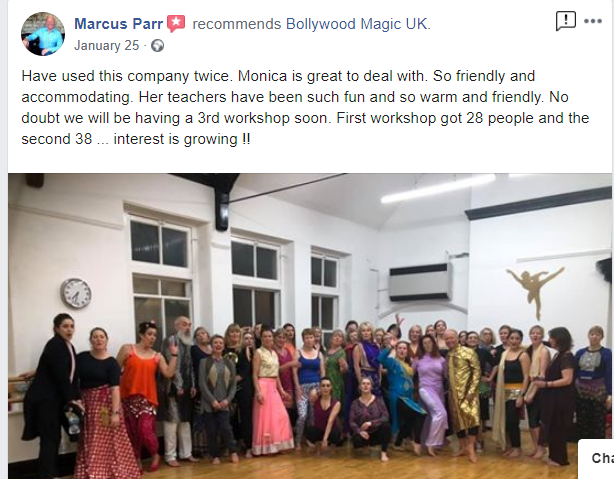 Marcus Parr recommends Bollywood Magic UK.
January 25 ·
Have used this company twice. Monica is great to deal with. So friendly and
accommodating. Her teachers have been such fun and so warm and friendly. No
doubt we will be having a 3rd workshop soon. First workshop got 28 people and the
second 38 ... interest is growing !!
Cha